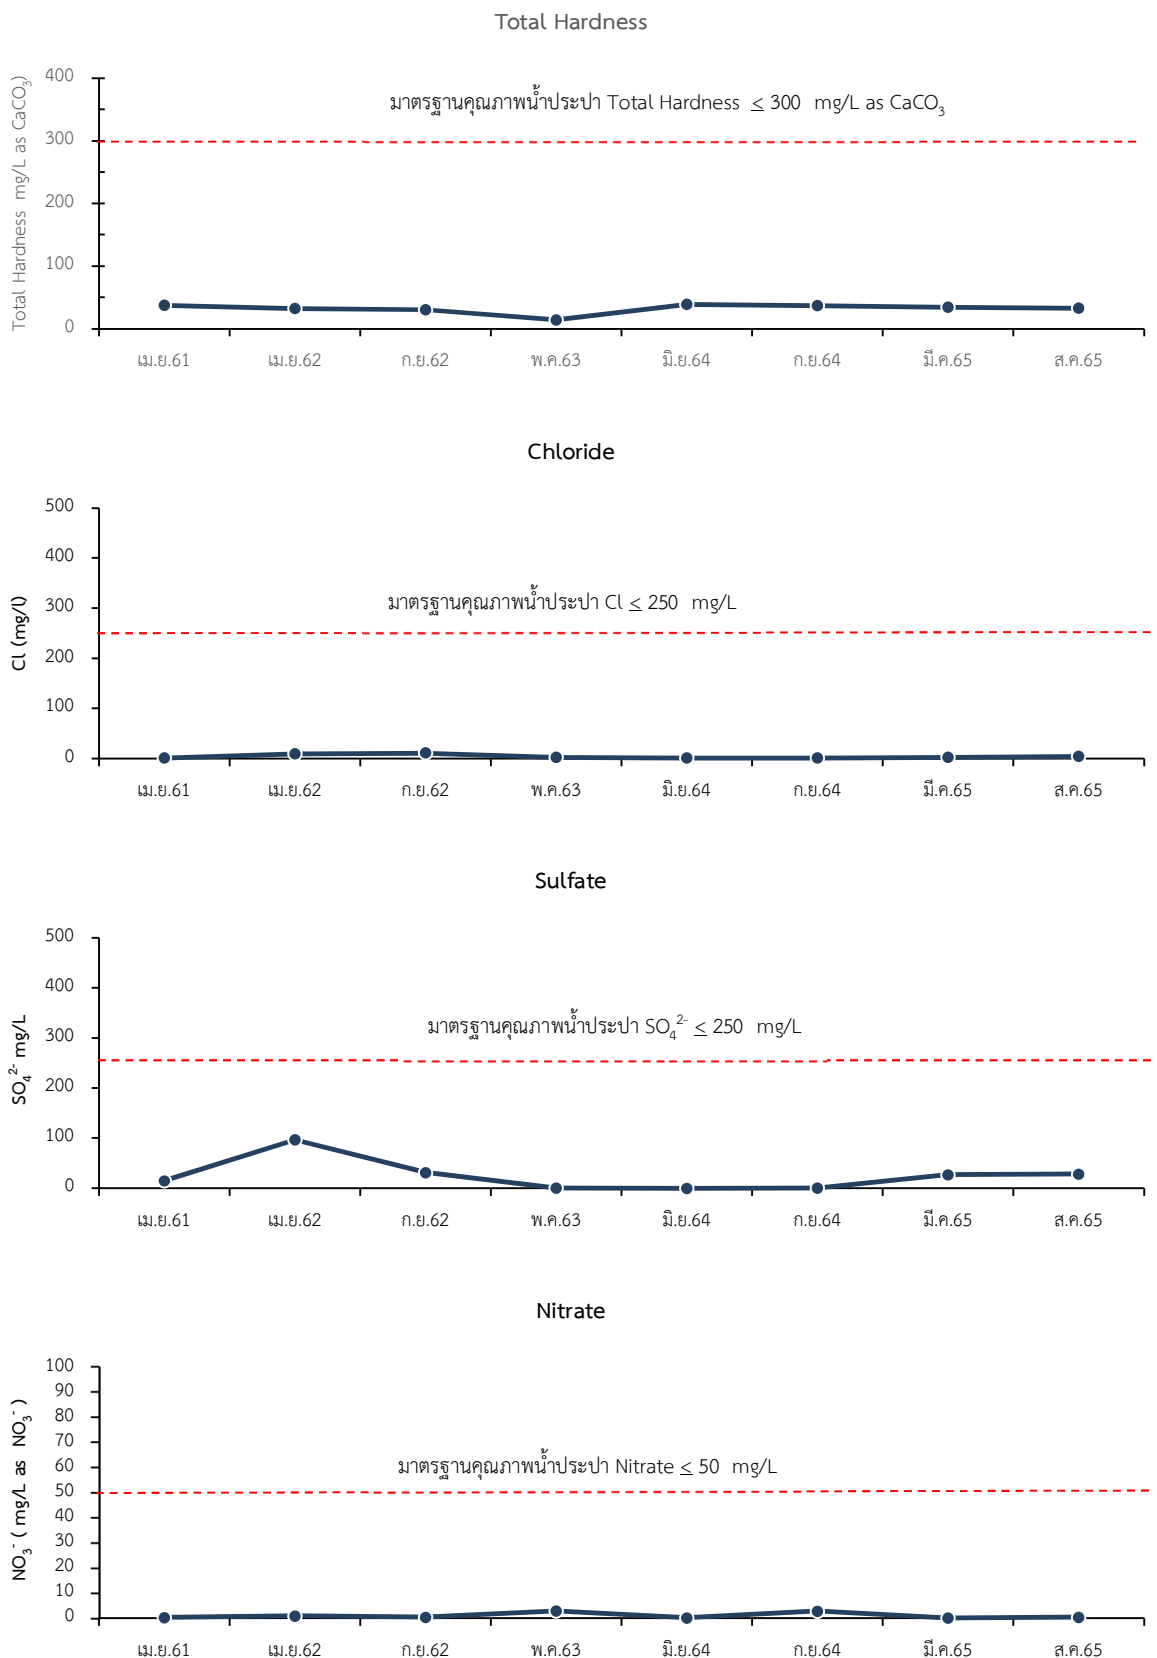 Total Hardness
Total Hardness mg/L as CaCO₃)
400
300
200
100
0
มาตรฐานคุณภาพน้ำประปา Total Hardness ≤ 300 mg/L as CaCO₃
เม.ย.61 เม.ย.62 ก.ย.62 พ.ค.63 มิ.ย.64 ก.ย.64 มี.ค.65 ส.ค.65
Chloride
Cl (mg/l)
500
400
300
200
100
0
มาตรฐานคุณภาพน้ำประปา Cl ≤ 250 mg/L
เม.ย.61 เม.ย.62 ก.ย.62 พ.ค.63 มิ.ย.64 ก.ย.64 มี.ค.65 ส.ค.65
Sulfate
SO₄²⁻ mg/L
500
400
300
200
100
0
มาตรฐานคุณภาพน้ำประปา SO₄²⁻ ≤ 250 mg/L
เม.ย.61 เม.ย.62 ก.ย.62 พ.ค.63 มิ.ย.64 ก.ย.64 มี.ค.65 ส.ค.65
Nitrate
NO₃⁻ ( mg/L as NO₃⁻ )
100
90
80
70
60
50
40
30
20
10
0
มาตรฐานคุณภาพน้ำประปา Nitrate ≤ 50 mg/L
เม.ย.61 เม.ย.62 ก.ย.62 พ.ค.63 มิ.ย.64 ก.ย.64 มี.ค.65 ส.ค.65